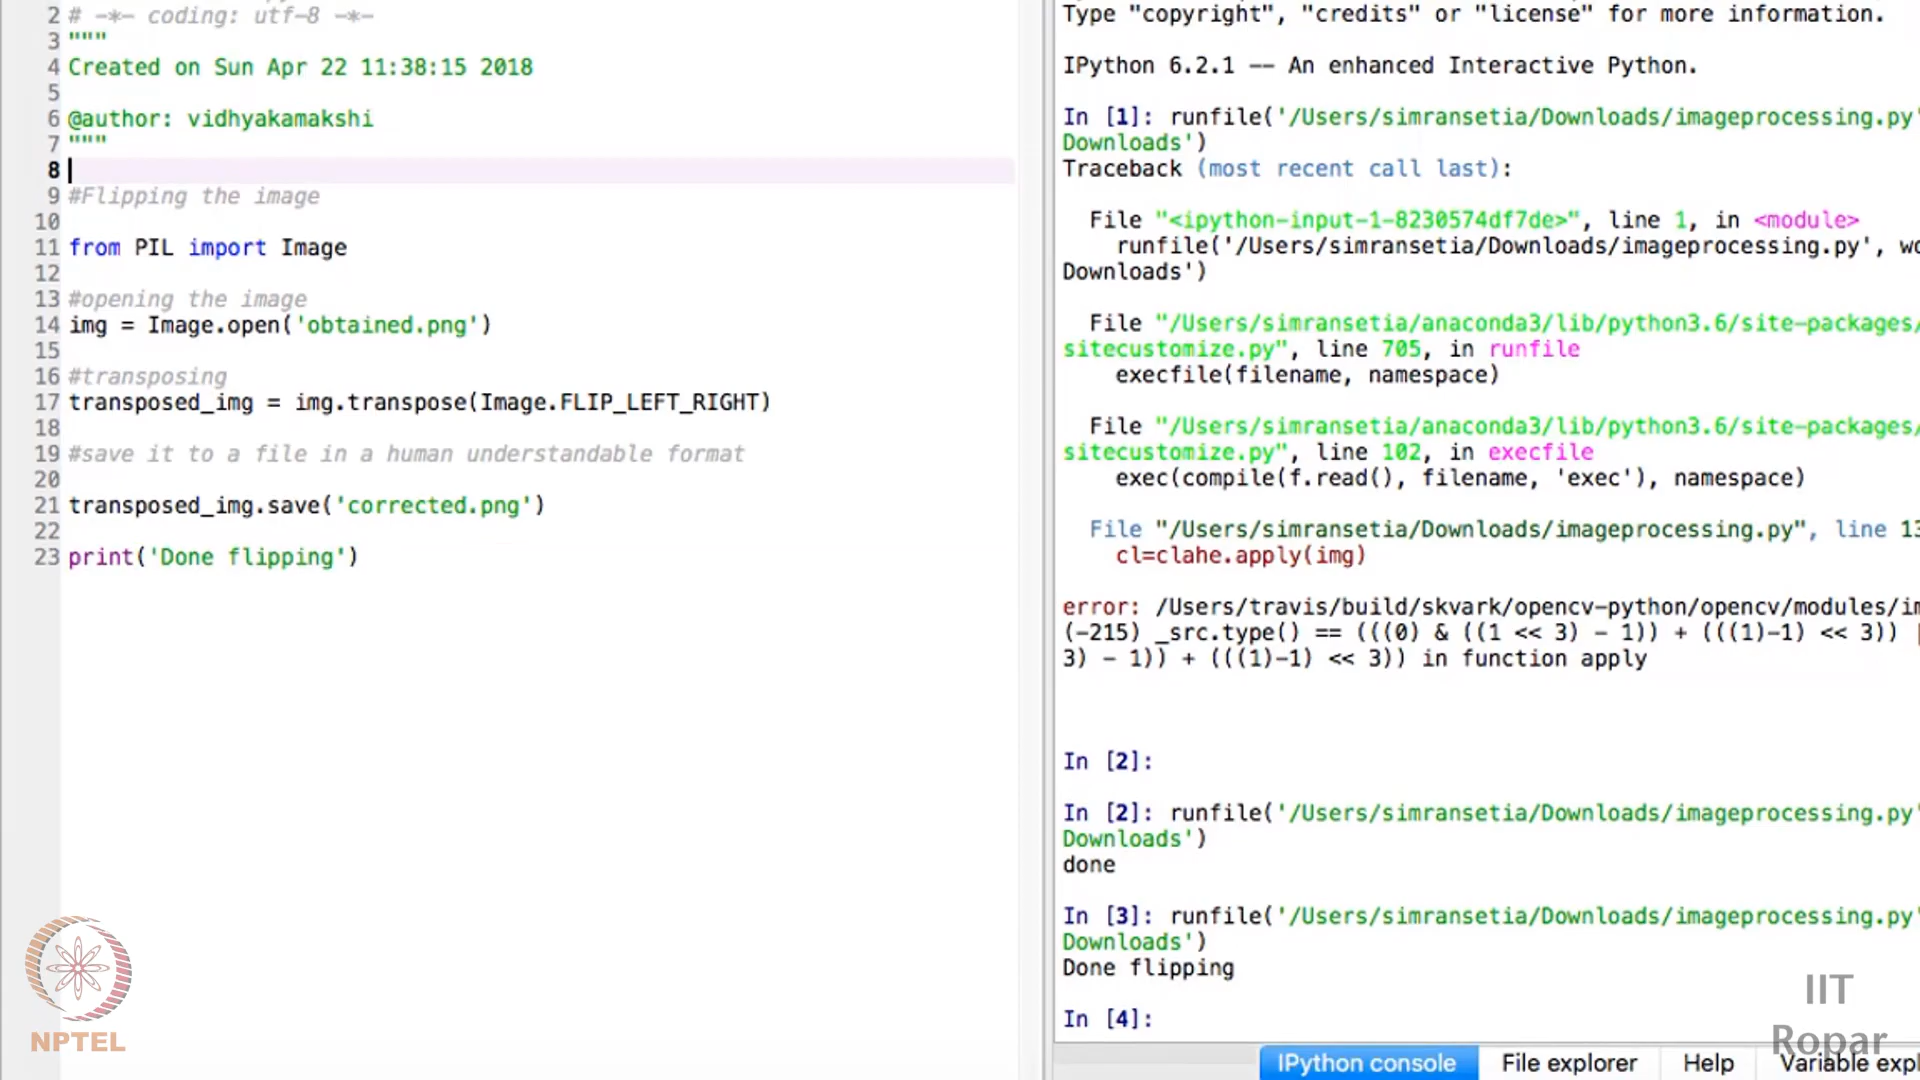 2 # -*- coding: utf-8 -*-
3 """
4 Created on Sun Apr 22 11:38:15 2018
5
6 @author: vidhyakamakshi
7 """
8
9 #Flipping the image
10
11 from PIL import Image
12
13 #opening the image
14 img = Image.open('obtained.png')
15
16 #transposing
17 transposed_img = img.transpose(Image.FLIP_LEFT_RIGHT)
18
19 #save it to a file in a human understandable format
20
21 transposed_img.save('corrected.png')
22
23 print('Done flipping')
Type "copyright", "credits" or "license" for more information.
IPython 6.2.1 -- An enhanced Interactive Python.
In [1]: runfile('/Users/simransetia/Downloads/imageprocessing.py'
Downloads')
Traceback (most recent call last):
File "<ipython-input-1-8230574df7de>", line 1, in <module>
runfile('/Users/simransetia/Downloads/imageprocessing.py',
Downloads')
File "/Users/simransetia/anaconda3/lib/python3.6/site-packages/
sitecustomize.py", line 705, in runfile
execfile(filename, namespace)
File "/Users/simransetia/anaconda3/lib/python3.6/site-packages/
sitecustomize.py", line 102, in execfile
exec(compile(f.read(), filename, 'exec'), namespace)
File "/Users/simransetia/Downloads/imageprocessing.py", line 13
cl=clahe.apply(img)
error: /Users/travis/build/skvark/opencv-python/opencv/modules/
(-215) _src.type() == (((0) & ((1 << 3) - 1)) + (((1)-1) << 3)) |
3) - 1)) + (((1)-1) << 3)) in function apply
In [2]:
In [2]: runfile('/Users/simransetia/Downloads/imageprocessing.py'
Downloads')
done
In [3]: runfile('/Users/simransetia/Downloads/imageprocessing.py'
Downloads')
Done flipping
In [4]:
IPython console File explorer Help Variable
NPTEL
IIT
Ropar